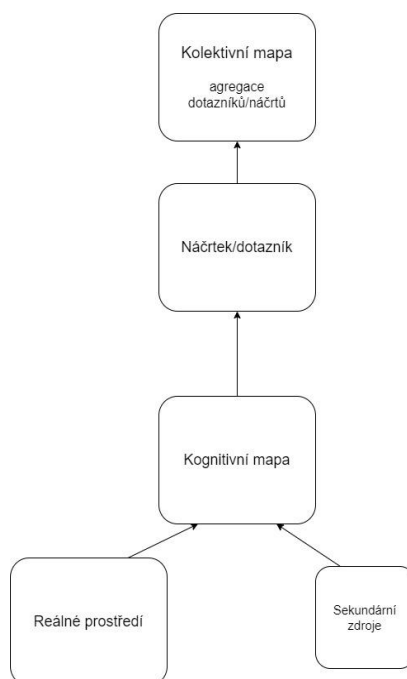 Kolektivní mapa
agregace
dotazníků/náčrtů
Náčrtek/dotazník
Kognitivní mapa
Reálné prostředí
Sekundární
zdroje